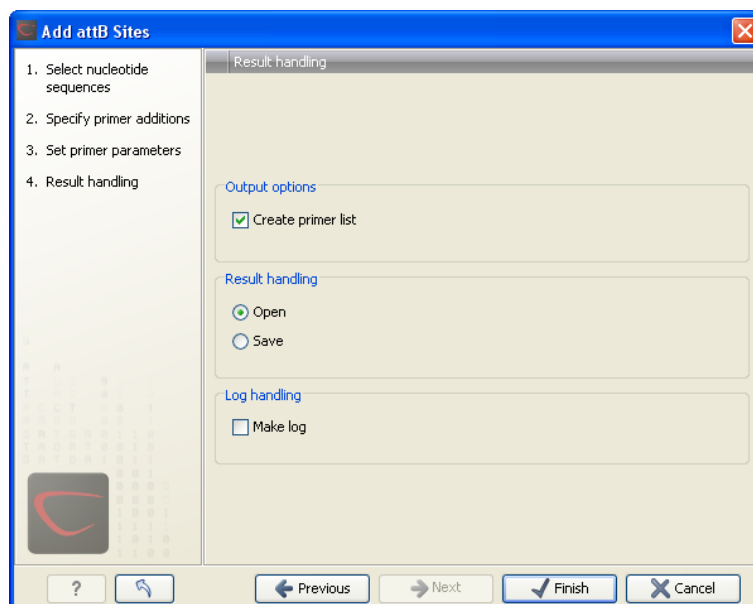 Add attB Sites
1. Select nucleotide
sequences
2. Specify primer additions
3. Set primer parameters
4. Result handling
Result handling
Output options
Create primer list
Result handling
Open
Save
Log handling
Make log
?
Previous
Next
Finish
Cancel